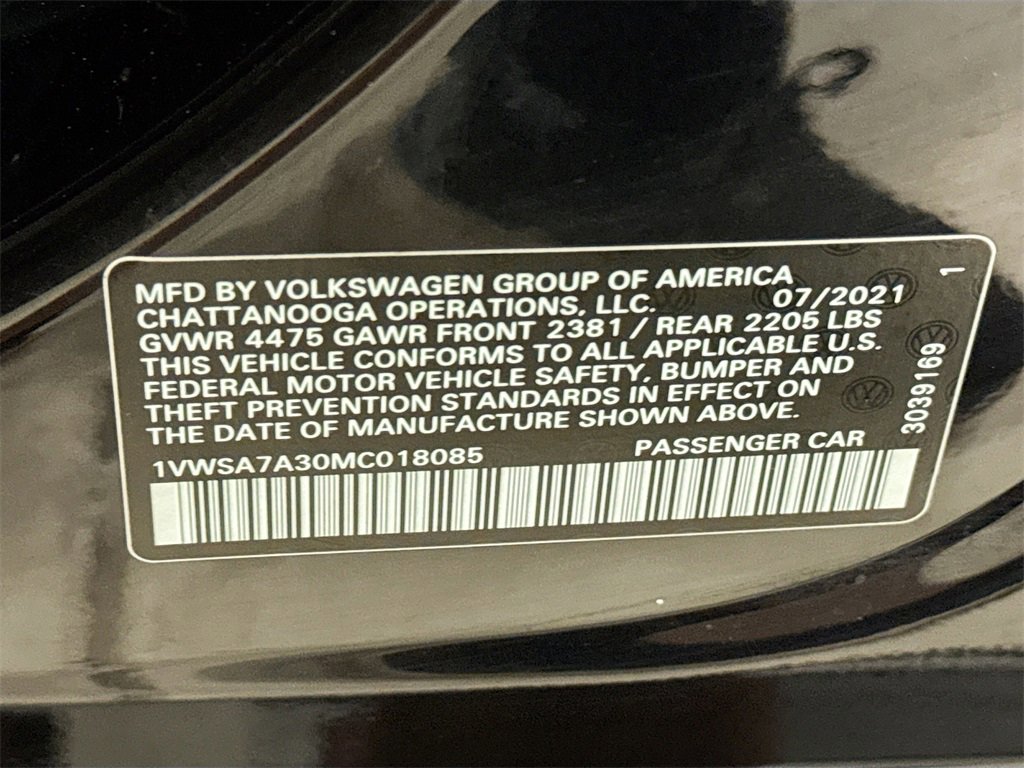 MFD BY VOLKSWAGEN GROUP OF AMERICA
CHATTANOOGA OPERATIONS, LLC. 07/2021
GVWR 4475 GAWR FRONT 2381 / REAR 2205 LBS
THIS VEHICLE CONFORMS TO ALL APPLICABLE U.S.
FEDERAL MOTOR VEHICLE SAFETY, BUMPER AND
THEFT PREVENTION STANDARDS IN EFFECT ON
THE DATE OF MANUFACTURE SHOWN ABOVE.
1VWSA7A30MC018085 PASSENGER CAR
3039169 1